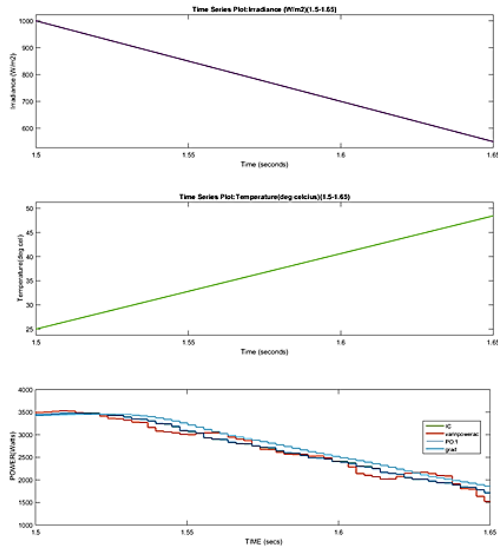 Time Series Plot:Irradiance (W/m2)(1.5-1.65)
1000
900
800
700
600
Irradiance (W/m2)
1.5 1.55 1.6 1.65
Time (seconds)
Time Series Plot:Temperature(deg celcius)(1.5-1.65)
50
45
40
35
30
25
Temperature(deg cel)
1.5 1.55 1.6 1.65
Time (seconds)
4000
3500
3000
2500
2000
1500
1000
POWER(Watts)
IC
PO 1
grad
1.5 1.55 1.6 1.65
TIME (secs)